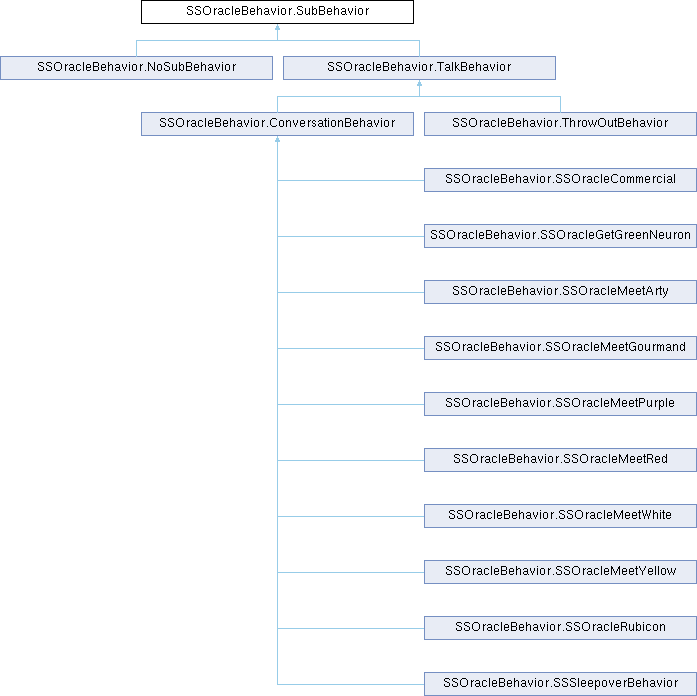 SSOracleBehavior.SubBehavior
SSOracleBehavior.NoSubBehavior
SSOracleBehavior.TalkBehavior
SSOracleBehavior.ConversationBehavior
SSOracleBehavior.ThrowOutBehavior
SSOracleBehavior.SSOracleCommercial
SSOracleBehavior.SSOracleGetGreenNeuron
SSOracleBehavior.SSOracleMeetArty
SSOracleBehavior.SSOracleMeetGourmand
SSOracleBehavior.SSOracleMeetPurple
SSOracleBehavior.SSOracleMeetRed
SSOracleBehavior.SSOracleMeetWhite
SSOracleBehavior.SSOracleMeetYellow
SSOracleBehavior.SSOracleRubicon
SSOracleBehavior.SSSleepoverBehavior